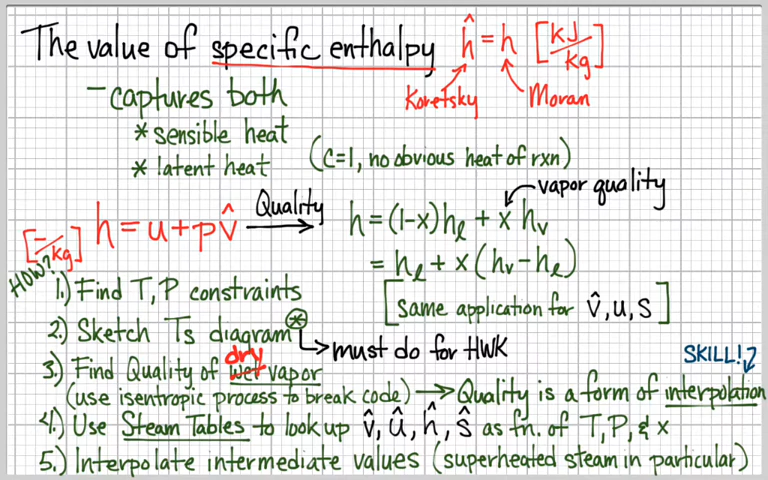 The value of specific enthalpy ĥ = h [kJ/kg]
Koretsky Moran
- captures both
* sensible heat
* latent heat (C=1, no obvious heat of rxn)
vapor quality
[-/kg] h = u + pv̂ Quality → h = (1-x)hℓ + x hv
= hℓ + x(hv - hℓ)
HOW?
1.) Find T, P constraints
[Same application for v̂, u, s]
2.) Sketch Ts diagram *
must do for HWK
dry
SKILL!
3.) Find Quality of wet vapor
(use isentropic process to break code) → Quality is a form of interpolation
4.) Use Steam Tables to look up v̂, û, ĥ, ŝ as fn. of T, P, & x
5.) Interpolate intermediate values (superheated steam in particular)